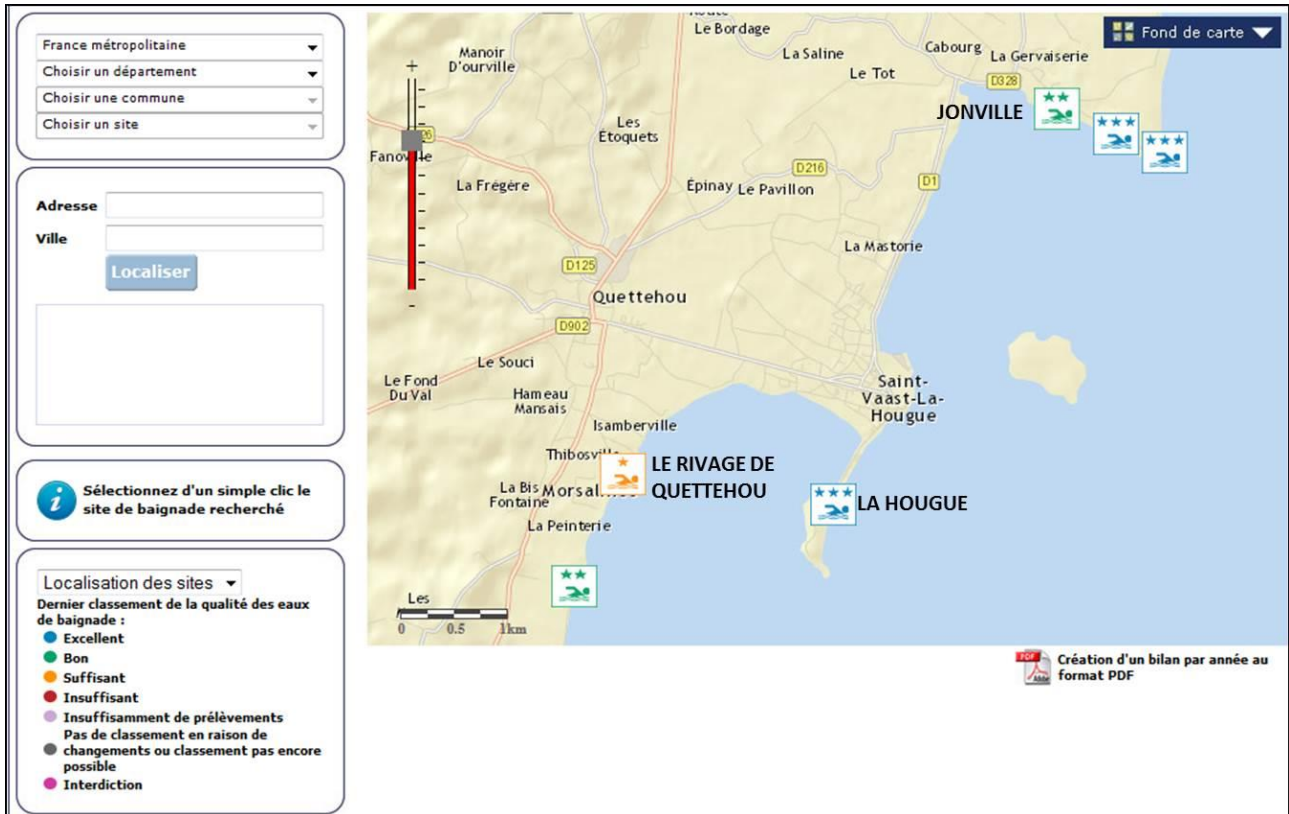 France métropolitaine
Choisir un département
Choisir une commune
Choisir un site
Adresse
Ville
Localiser
Sélectionnez d'un simple clic le
site de baignade recherché
Localisation des sites
Dernier classement de la qualité des eaux
de baignade :
Excellent
Bon
Suffisant
Insuffisant
Insuffisamment de prélèvements
Pas de classement en raison de
changements ou classement pas encore
possible
Interdiction
Fond de carte
Le Bordage
Manoir
D'ourville
La Saline
Cabourg
La Gervaiserie
Le Tot
D328
JONVILLE
+
Les
Étoquets
La Frégère
D216
Épinay
Le Pavillon
D1
La Mastorie
D125
-
Quettehou
D902
Le Souci
Le Fond
Du Val
Hameau
Mansais
Saint-
Vaast-La-
Hougue
Isamberville
LE RIVAGE DE
QUETTEHOU
La Bis
Fontaine
LA HOUGUE
La Peinterie
Les
0 0.5 1km
PDF
Adobe
Création d'un bilan par année au
format PDF